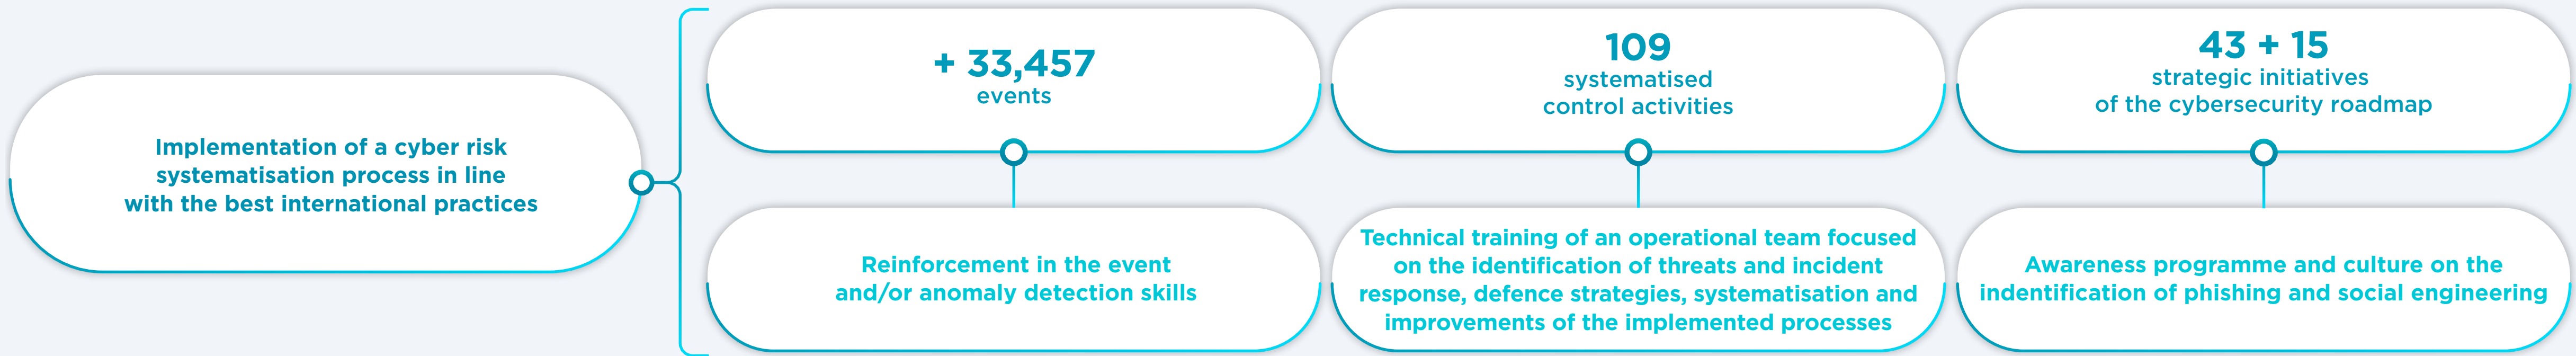 Implementation of a cyber risk
systematisation process in line
with the best international practices
+ 33,457
events
Reinforcement in the event
and/or anomaly detection skills
109
systematised
control activities
Technical training of an operational team focused
on the identification of threats and incident
response, defence strategies, systematisation and
improvements of the implemented processes
43 + 15
strategic initiatives
of the cybersecurity roadmap
Awareness programme and culture on the
indentification of phishing and social engineering